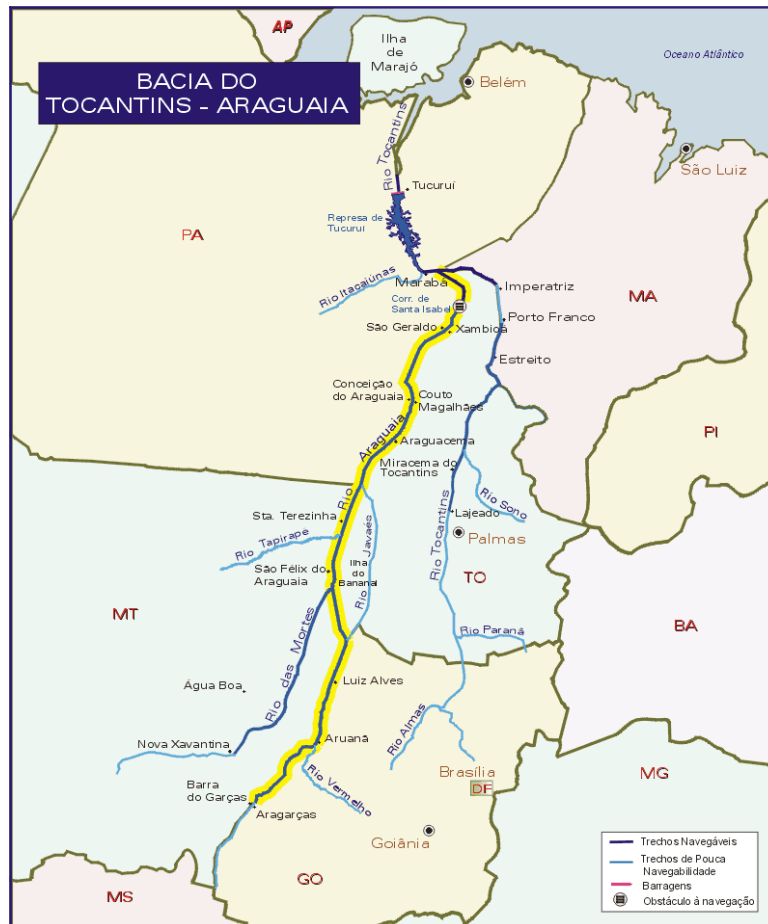 AP
Ilha
de
Marajó
Oceano Atlântico
BACIA DO
TOCANTINS - ARAGUAIA
Belém
Rio Tocantins
São Luiz
Tucuruí
Represa de
Tucuruí
PA
Marabá
Rio Itacaiúnas
Imperatriz
MA
Corr. de
Santa Isabel
Porto Franco
São Geraldo
Xambioá
Estreito
Conceição
do Araguaia
Couto
Magalhães
PI
Rio Araguaia
Araguacema
Miracema do
Tocantins
Rio Sono
Sta. Terezinha
Lajeado
Rio Tapirapé
Rio Javaés
Rio Tocantins
Palmas
São Félix do
Araguaia
Ilha
do
Bananal
TO
MT
BA
Rio das Mortes
Rio Paraná
Água Boa
Luiz Alves
Nova Xavantina
Aruanã
Rio Almas
Brasília
DF
MG
Barra
do Garças
Rio Vermelho
Aragarças
Goiânia
GO
MS
Trechos Navegáveis
Trechos de Pouca
Navegabilidade
Barragens
Obstáculo à navegação